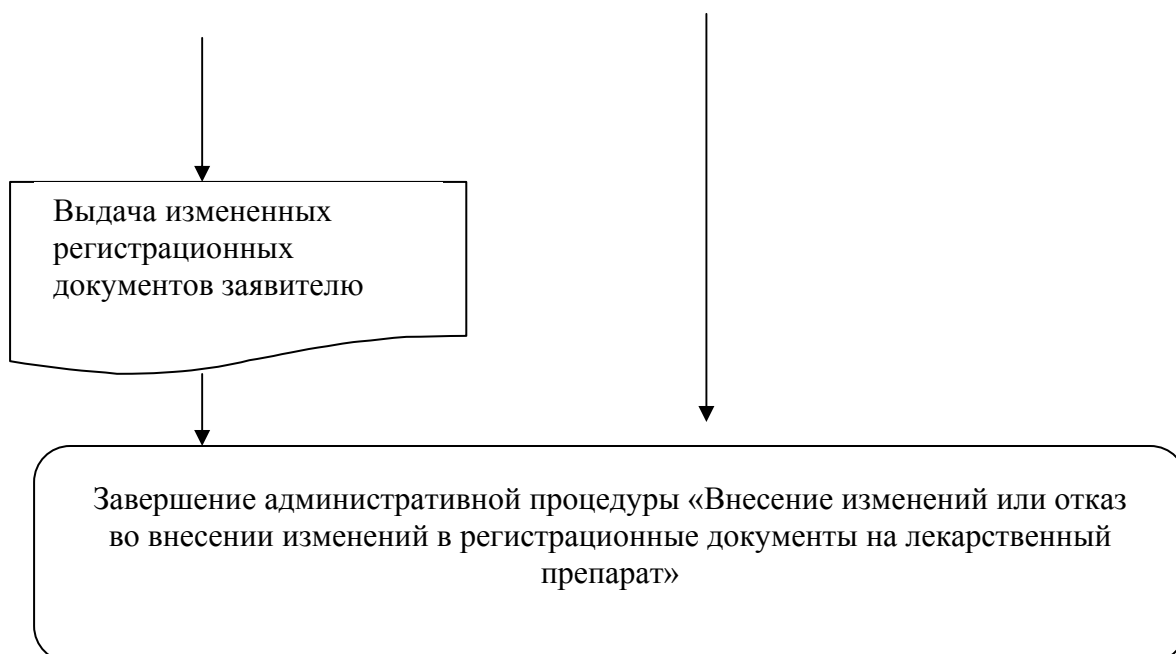 Выдача измененных
регистрационных
документов заявителю
Завершение административной процедуры «Внесение изменений или отказ
во внесении изменений в регистрационные документы на лекарственный
препарат»